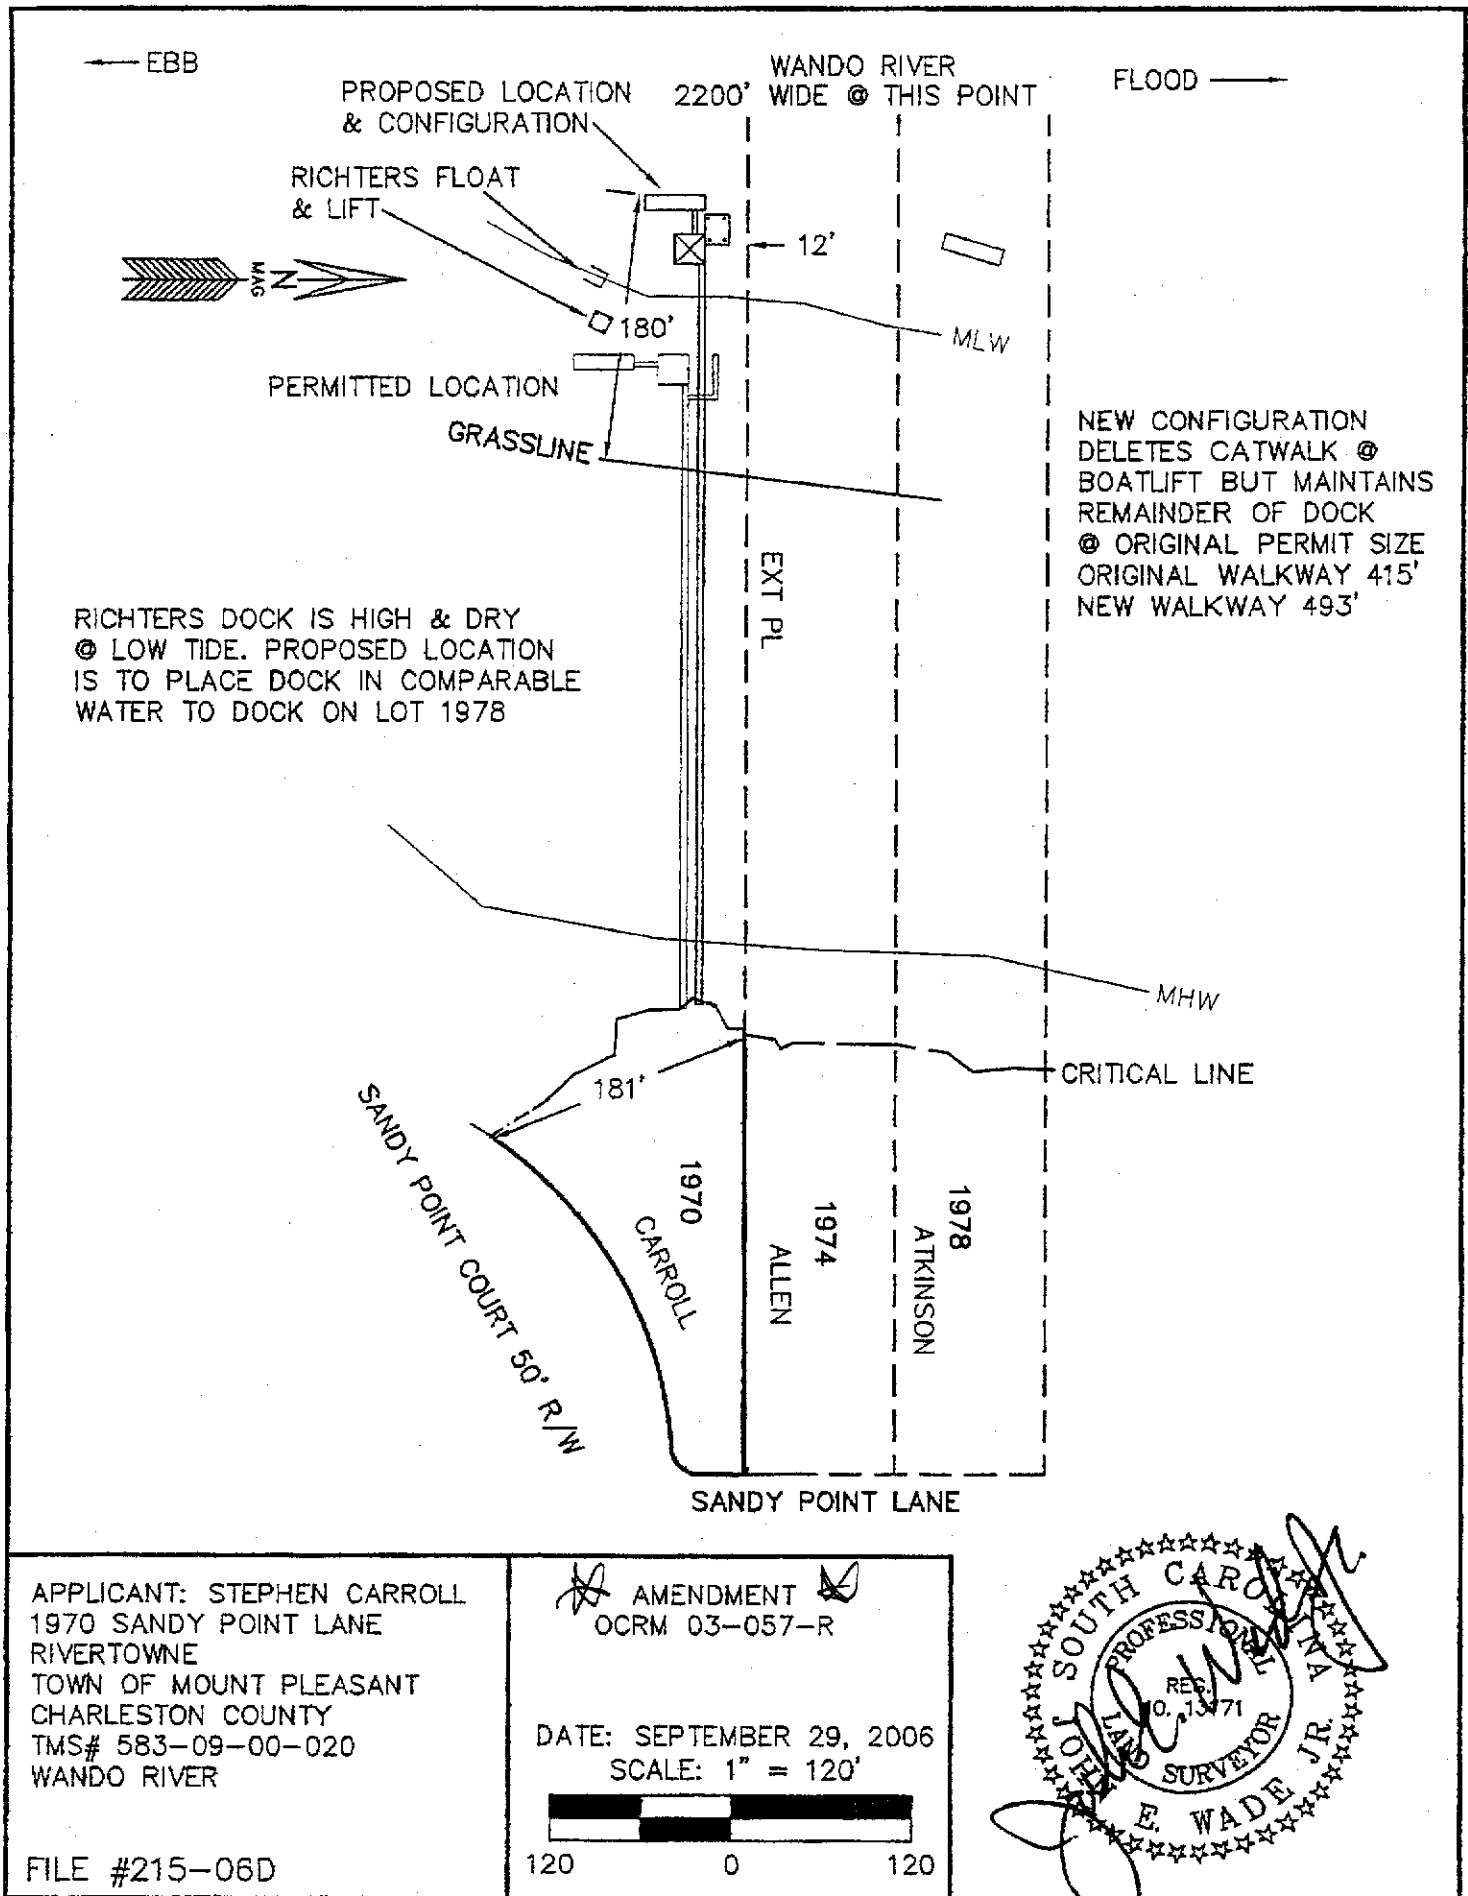 EBB
WANDO RIVER
2200' WIDE @ THIS POINT
FLOOD
PROPOSED LOCATION
& CONFIGURATION
RICHTERS FLOAT
& LIFT
12'
MAG
N
180'
MLW
PERMITTED LOCATION
GRASSLINE
NEW CONFIGURATION
DELETES CATWALK @
BOATLIFT BUT MAINTAINS
REMAINDER OF DOCK
@ ORIGINAL PERMIT SIZE
ORIGINAL WALKWAY 415'
NEW WALKWAY 493'
EXT PL
RICHTERS DOCK IS HIGH & DRY
@ LOW TIDE. PROPOSED LOCATION
IS TO PLACE DOCK IN COMPARABLE
WATER TO DOCK ON LOT 1978
MHW
CRITICAL LINE
181'
SANDY POINT COURT 50' R/W
1970
CARROLL
1974
ALLEN
1978
ATKINSON
SANDY POINT LANE
APPLICANT: STEPHEN CARROLL
1970 SANDY POINT LANE
RIVERTOWNE
TOWN OF MOUNT PLEASANT
CHARLESTON COUNTY
TMS# 583-09-00-020
WANDO RIVER
FILE #215-06D
AMENDMENT
OCRM 03-057-R
DATE: SEPTEMBER 29, 2006
SCALE: 1" = 120'
120 0 120
SOUTH CAROLINA
PROFESSIONAL
REG.
13771
LAND SURVEYOR
JOHN E. WADE JR.